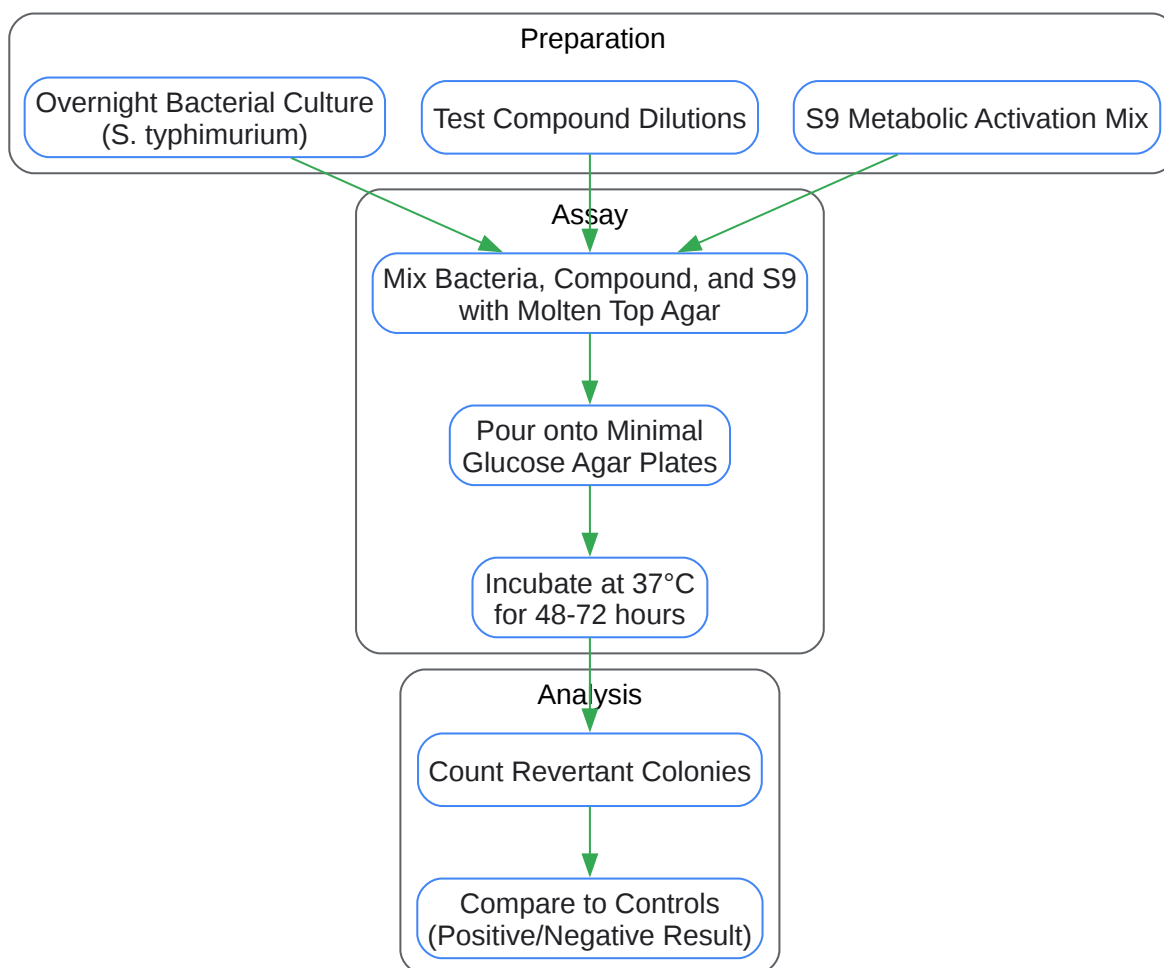 Preparation
Overnight Bacterial Culture
(S. typhimurium)
Test Compound Dilutions
S9 Metabolic Activation Mix
Assay
Mix Bacteria, Compound, and S9
with Molten Top Agar
Pour onto Minimal
Glucose Agar Plates
Incubate at 37°C
for 48-72 hours
Analysis
Count Revertant Colonies
Compare to Controls
(Positive/Negative Result)